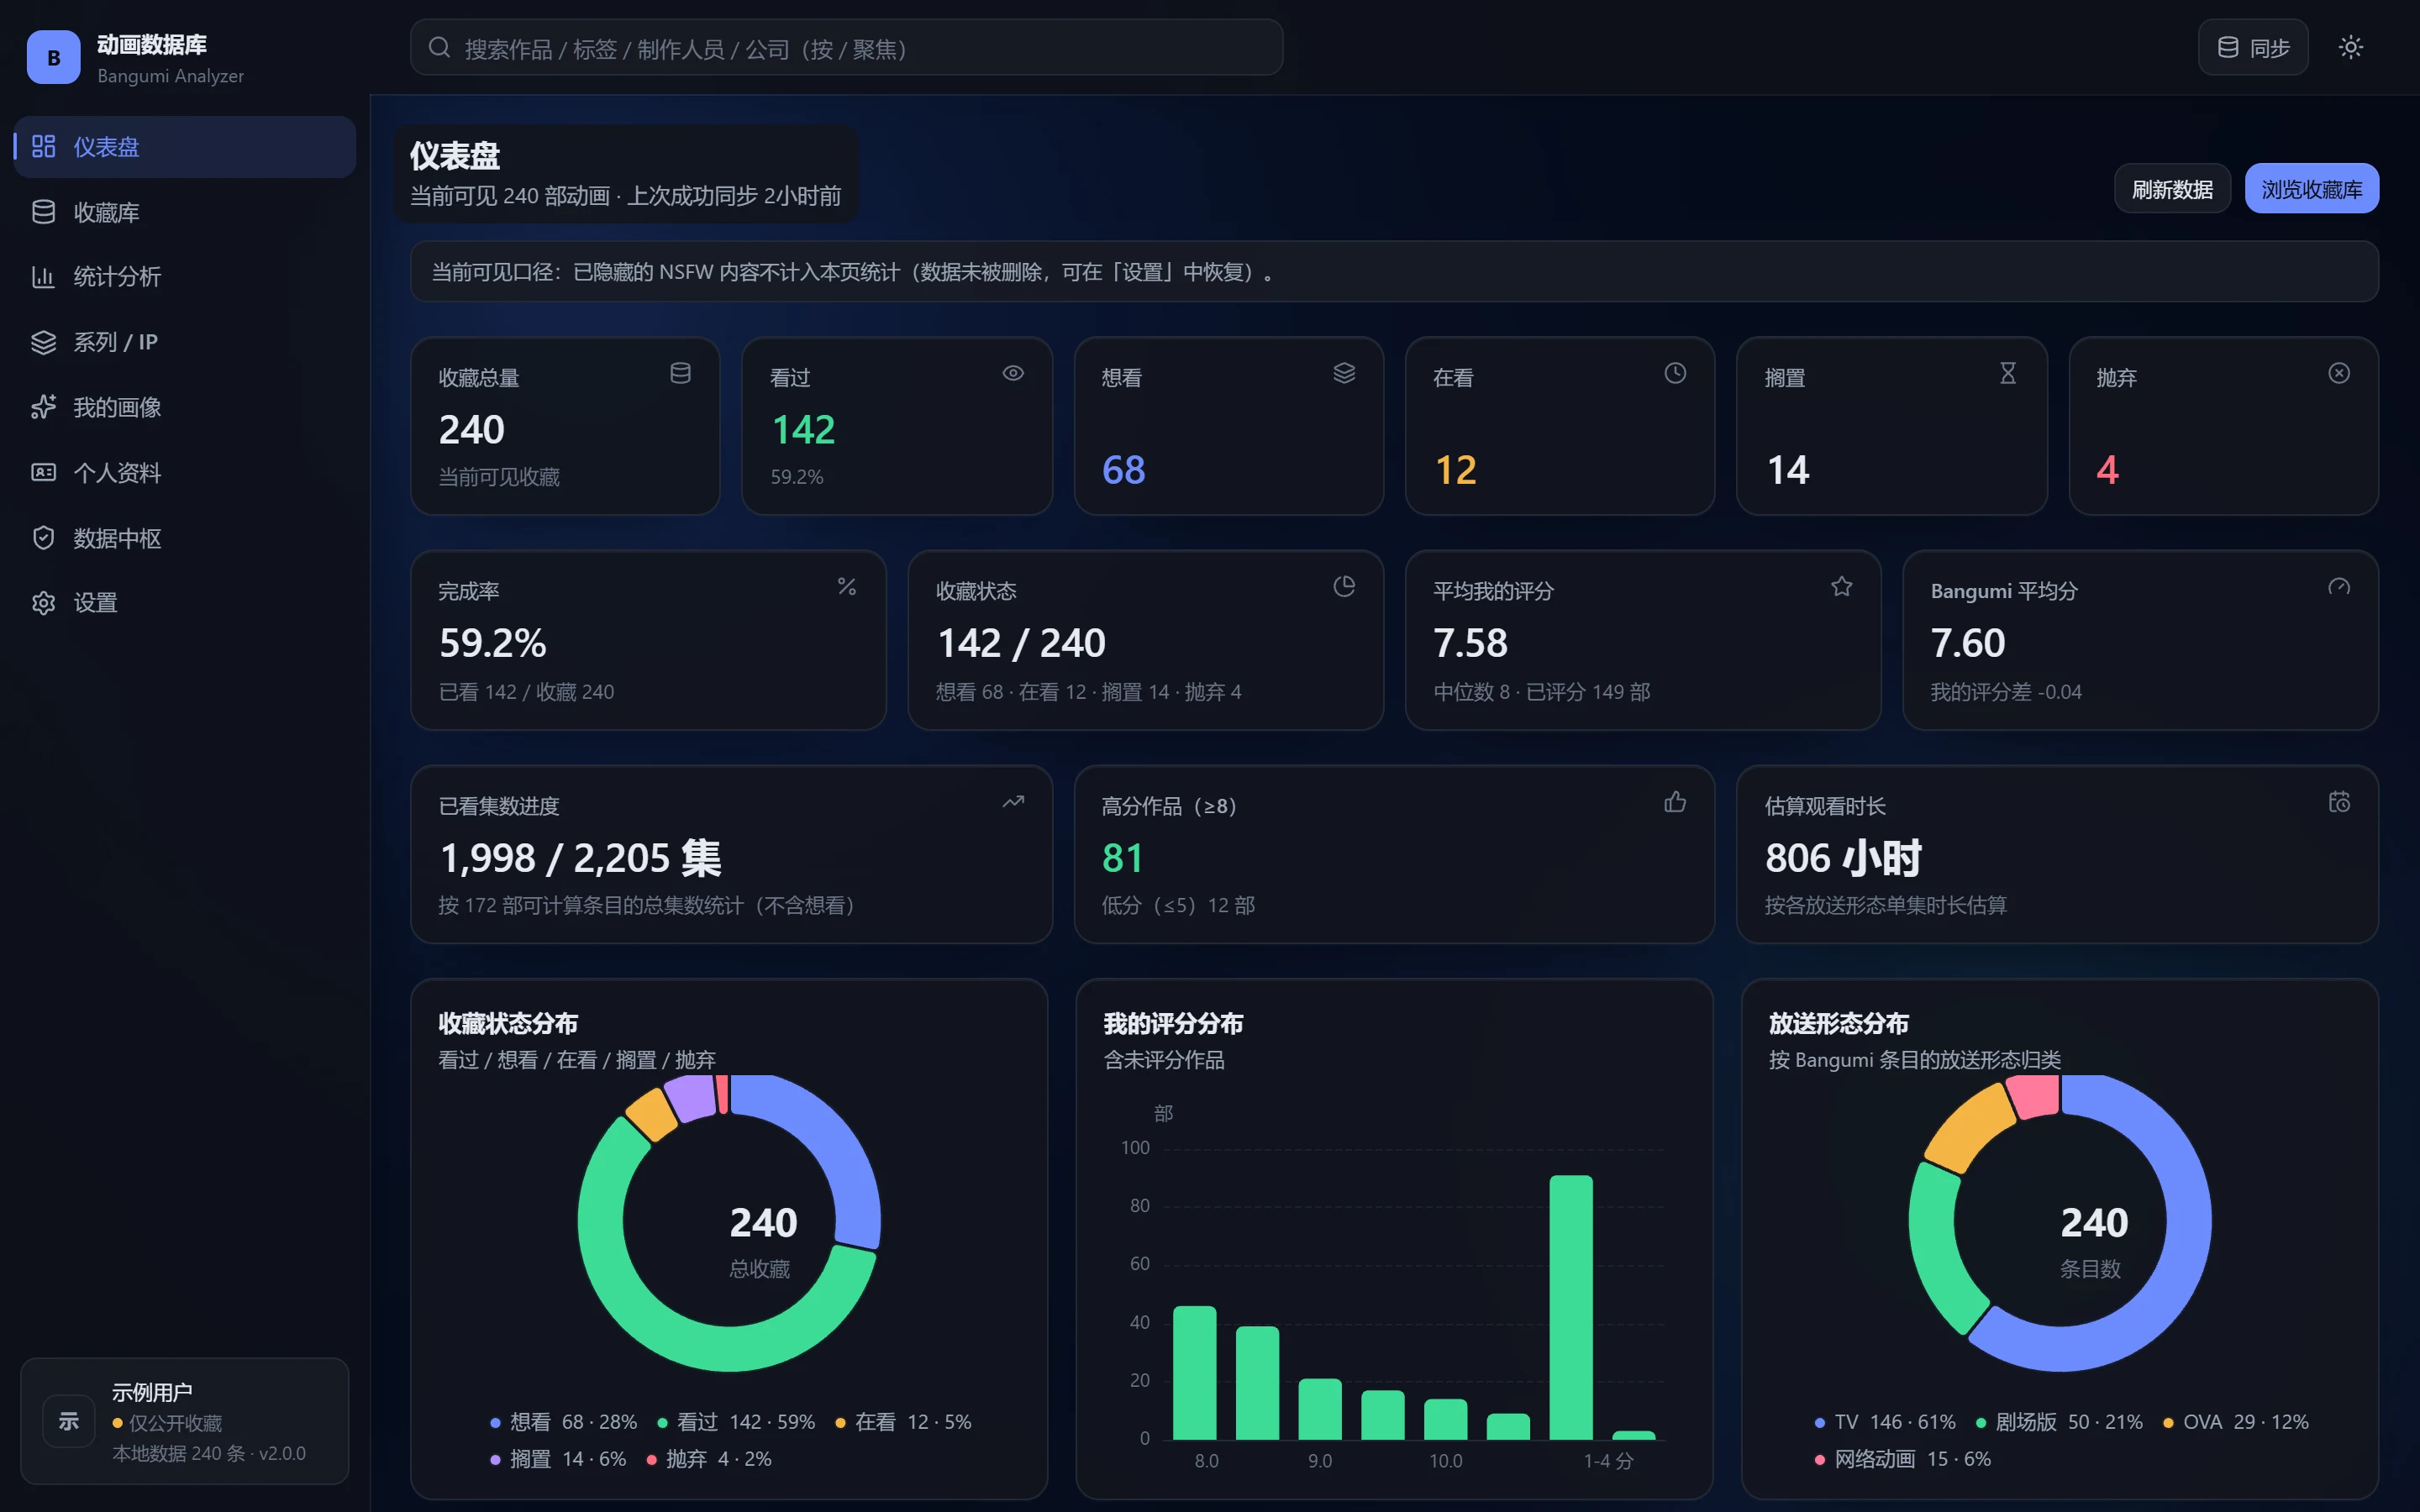 B
动画数据库
Bangumi Analyzer
搜索作品 / 标签 / 制作人员 / 公司（按 / 聚焦）
同步
仪表盘
收藏库
统计分析
系列 / IP
我的画像
个人资料
数据中枢
设置
仪表盘
当前可见 240 部动画 · 上次成功同步 2小时前
刷新数据
浏览收藏库
当前可见口径：已隐藏的 NSFW 内容不计入本页统计（数据未被删除，可在「设置」中恢复）。
收藏总量
240
当前可见收藏
看过
142
59.2%
想看
68
在看
12
搁置
14
抛弃
4
完成率
59.2%
已看 142 / 收藏 240
收藏状态
142 / 240
想看 68 · 在看 12 · 搁置 14 · 抛弃 4
平均我的评分
7.58
中位数 8 · 已评分 149 部
Bangumi 平均分
7.60
我的评分差 -0.04
已看集数进度
1,998 / 2,205 集
按 172 部可计算条目的总集数统计（不含想看）
高分作品（≥8）
81
低分（≤5）12 部
估算观看时长
806 小时
按各放送形态单集时长估算
收藏状态分布
看过 / 想看 / 在看 / 搁置 / 抛弃
240
总收藏
想看 68 · 28% 看过 142 · 59% 在看 12 · 5%
搁置 14 · 6% 抛弃 4 · 2%
我的评分分布
含未评分作品
部
100
80
60
40
20
0
8.0 9.0 10.0 1-4 分
放送形态分布
按 Bangumi 条目的放送形态归类
240
条目数
TV 146 · 61% 剧场版 50 · 21% OVA 29 · 12%
网络动画 15 · 6%
示
示例用户
仅公开收藏
本地数据 240 条 · v2.0.0